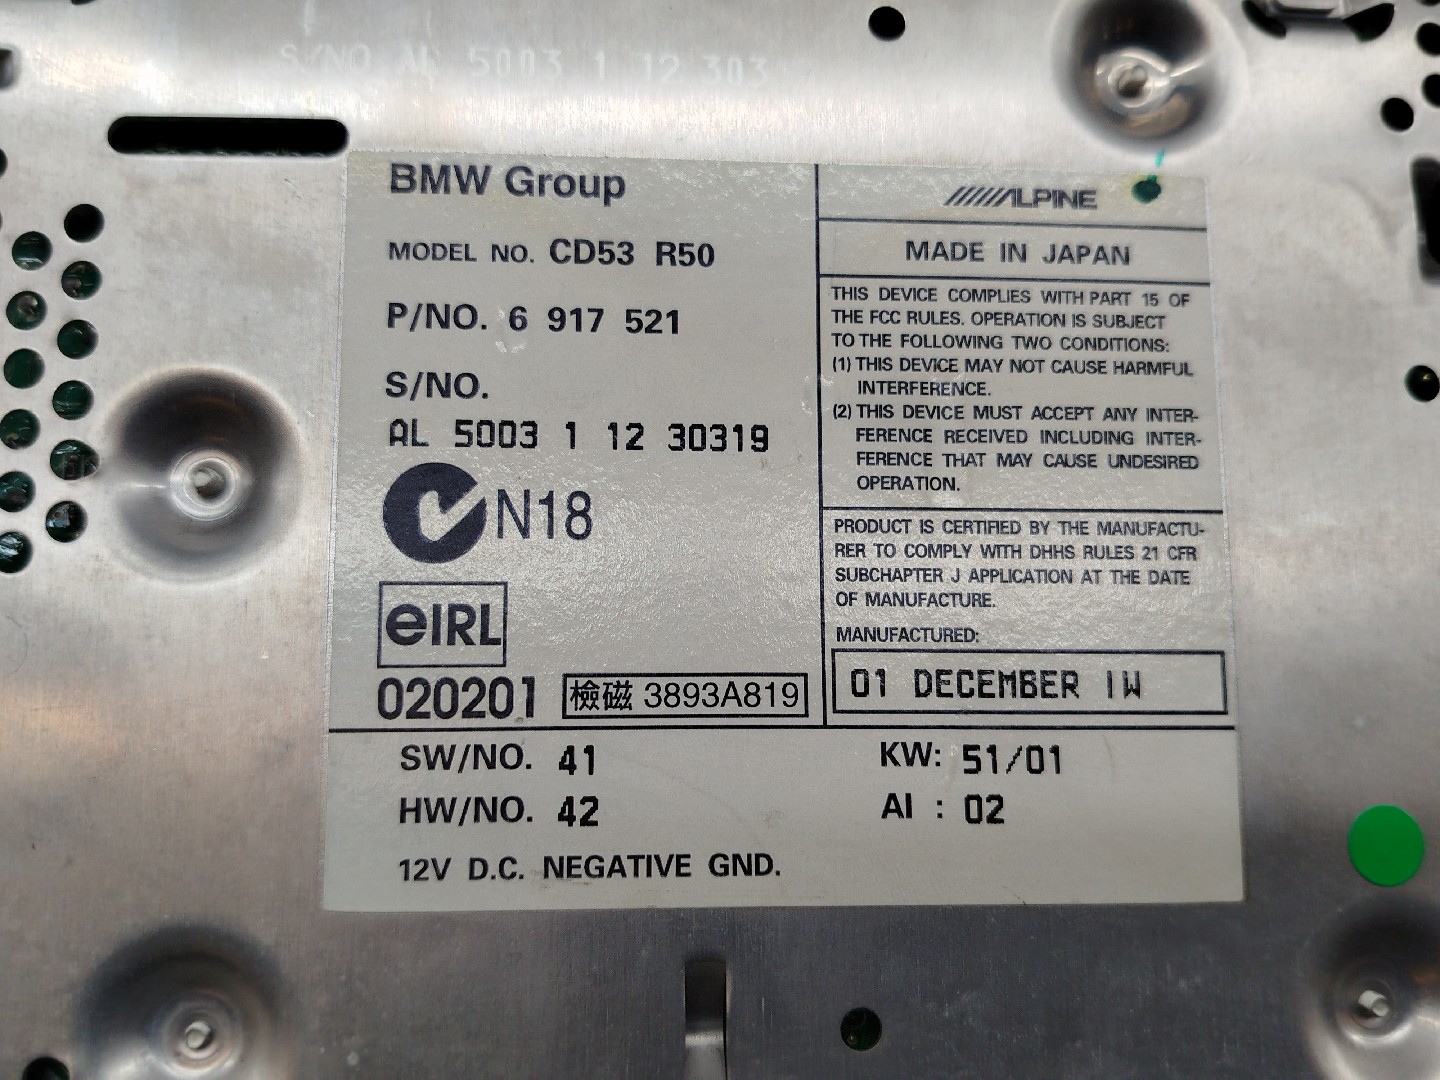 S/NO AL 5003 1 12 303
BMW Group
MODEL NO. CD53 R50
P/NO. 6 917 521
S/NO.
AL 5003 1 12 30319
N18
eIRL
020201
檢磁 3893A819
ALPINE
MADE IN JAPAN
THIS DEVICE COMPLIES WITH PART 15 OF
THE FCC RULES. OPERATION IS SUBJECT
TO THE FOLLOWING TWO CONDITIONS:
(1) THIS DEVICE MAY NOT CAUSE HARMFUL
INTERFERENCE.
(2) THIS DEVICE MUST ACCEPT ANY INTER-
FERENCE RECEIVED INCLUDING INTER-
FERENCE THAT MAY CAUSE UNDESIRED
OPERATION.
PRODUCT IS CERTIFIED BY THE MANUFACTU-
RER TO COMPLY WITH DHHS RULES 21 CFR
SUBCHAPTER J APPLICATION AT THE DATE
OF MANUFACTURE.
MANUFACTURED:
01 DECEMBER IW
SW/NO. 41
KW: 51/01
HW/NO. 42
AI : 02
12V D.C. NEGATIVE GND.